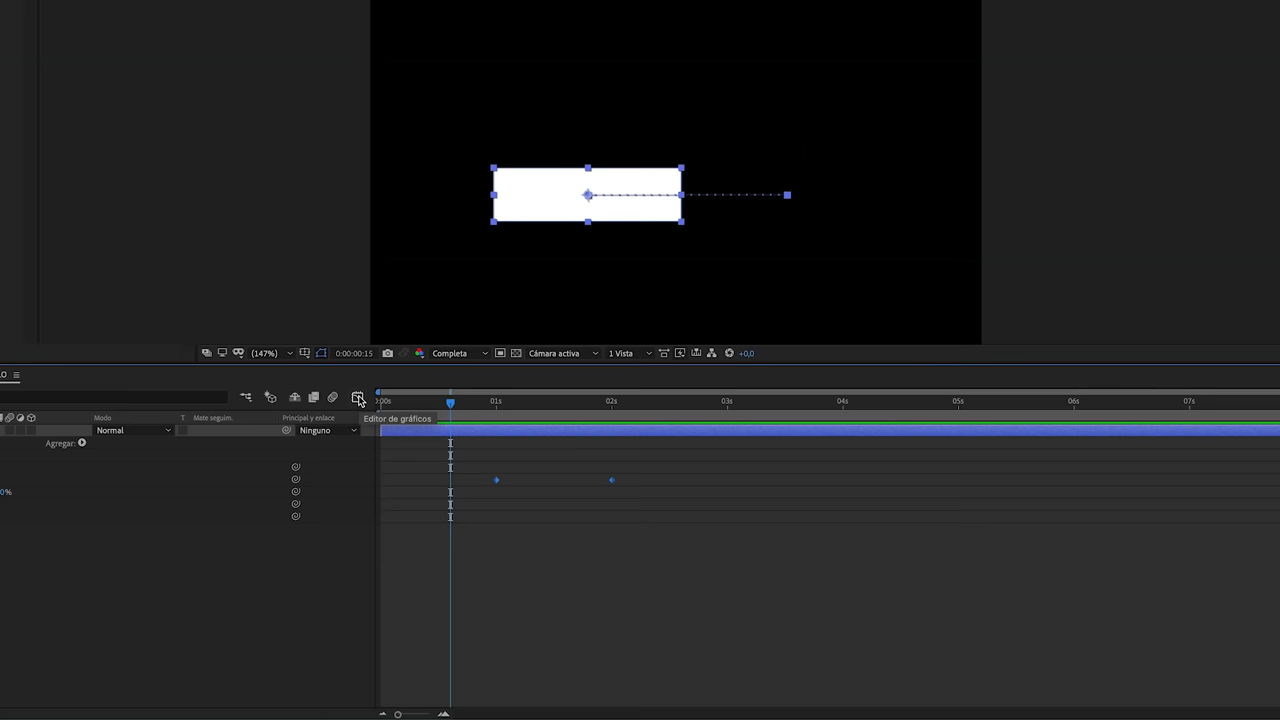 (147%) 0:00:00:15 Completa Cámara activa 1 Vista +0,0
LO
:00s 01s 02s 03s 04s 05s 06s 07s
Editor de gráficos
Modo T Mate seguim. Principal y enlace
Normal Ninguno
Agregar:
0%